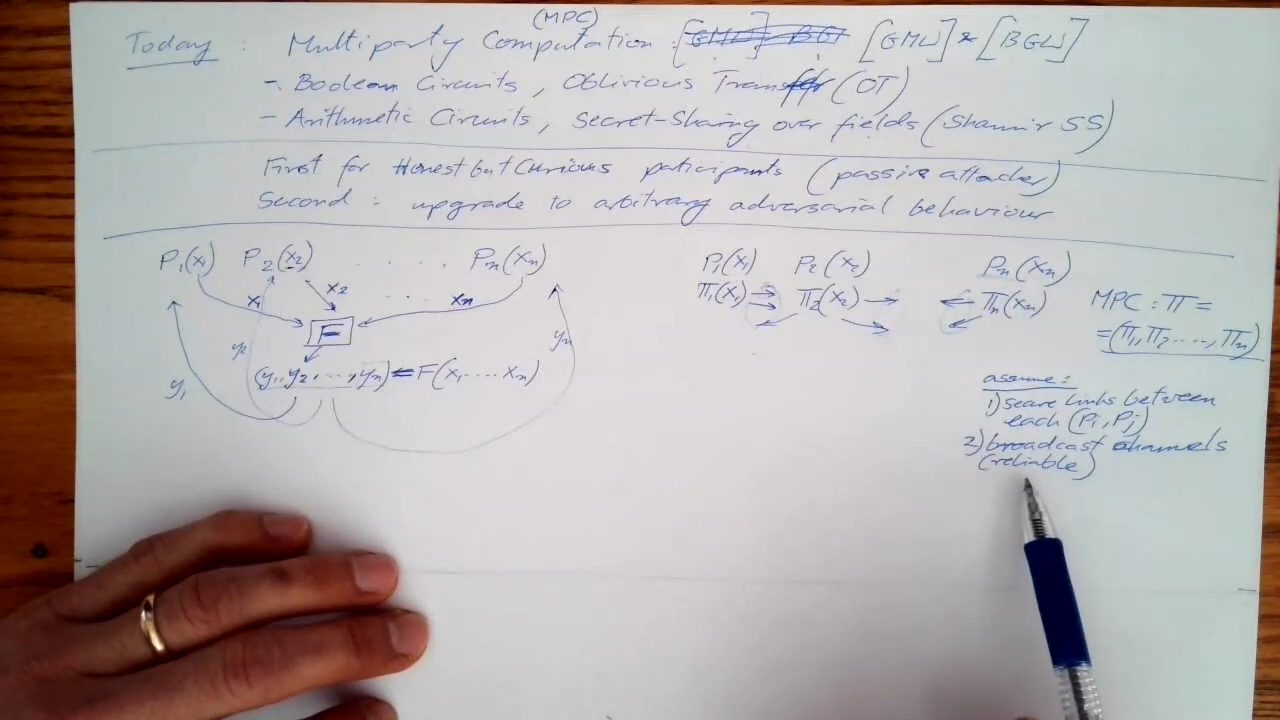 (MPC)
Today : Multiparty Computation : [GMW] BGW [GMW] & [BGW]
- Boolean Circuits, Oblivious Transfer (OT)
- Arithmetic Circuits, Secret-Sharing over fields (Shamir SS)
First for Honest but Curious paticipants (passive attacker)
Second : upgrade to arbitrary adversarial behaviour
P₁(x₁) P₂(x₂) . . . . . Pn(xn)
x₁ x₂ . . . xn
F
y₁ y₂ yn
(y₁, y₂, ..., yn) = F(x₁ .... xn)
P₁(x₁) P₂(x₂) Pn(xn)
Π₁(x₁) Π₂(x₂) Πn(xn)
MPC : Π =
= (Π₁, Π₂, ...., Πn)
assume :
1) secure links between
each (Pi, Pj)
2) broadcast channels
(reliable)